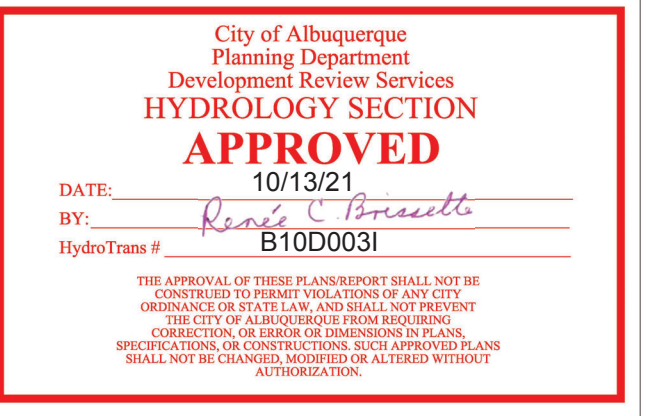 City of Albuquerque
Planning Department
Development Review Services
HYDROLOGY SECTION
APPROVED
DATE: 10/13/21
BY: Renée C. Brissette
HydroTrans # B10D003I
THE APPROVAL OF THESE PLANS/REPORT SHALL NOT BE
CONSTRUED TO PERMIT VIOLATIONS OF ANY CITY
ORDINANCE OR STATE LAW, AND SHALL NOT PREVENT
THE CITY OF ALBUQUERQUE FROM REQUIRING
CORRECTION, OR ERROR OR DIMENSIONS IN PLANS,
SPECIFICATIONS, OR CONSTRUCTIONS. SUCH APPROVED PLANS
SHALL NOT BE CHANGED, MODIFIED OR ALTERED WITHOUT
AUTHORIZATION.